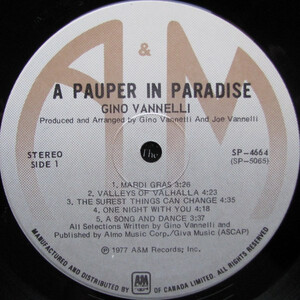 &
A PAUPER IN PARADISE
GINO VANNELLI
Produced and Arranged by Gino Vannelli And Joe Vannelli
STEREO
SIDE 1
SP-4664
(SP-5065)
1. MARDI GRAS 3:26
2. VALLEYS OF VALHALLA 4:23
3. THE SUREST THINGS CAN CHANGE 4:35
4. ONE NIGHT WITH YOU 4:18
5. A SONG AND DANCE 3:37
All Selections Written by Gino Vannelli and
Published by Almo Music Corp./Giva Music (ASCAP)
℗ 1977 A&M Records, Inc.
MANUFACTURED AND DISTRIBUTED BY A&M RECORDS OF CANADA LIMITED. ALL RIGHTS RESERVED.